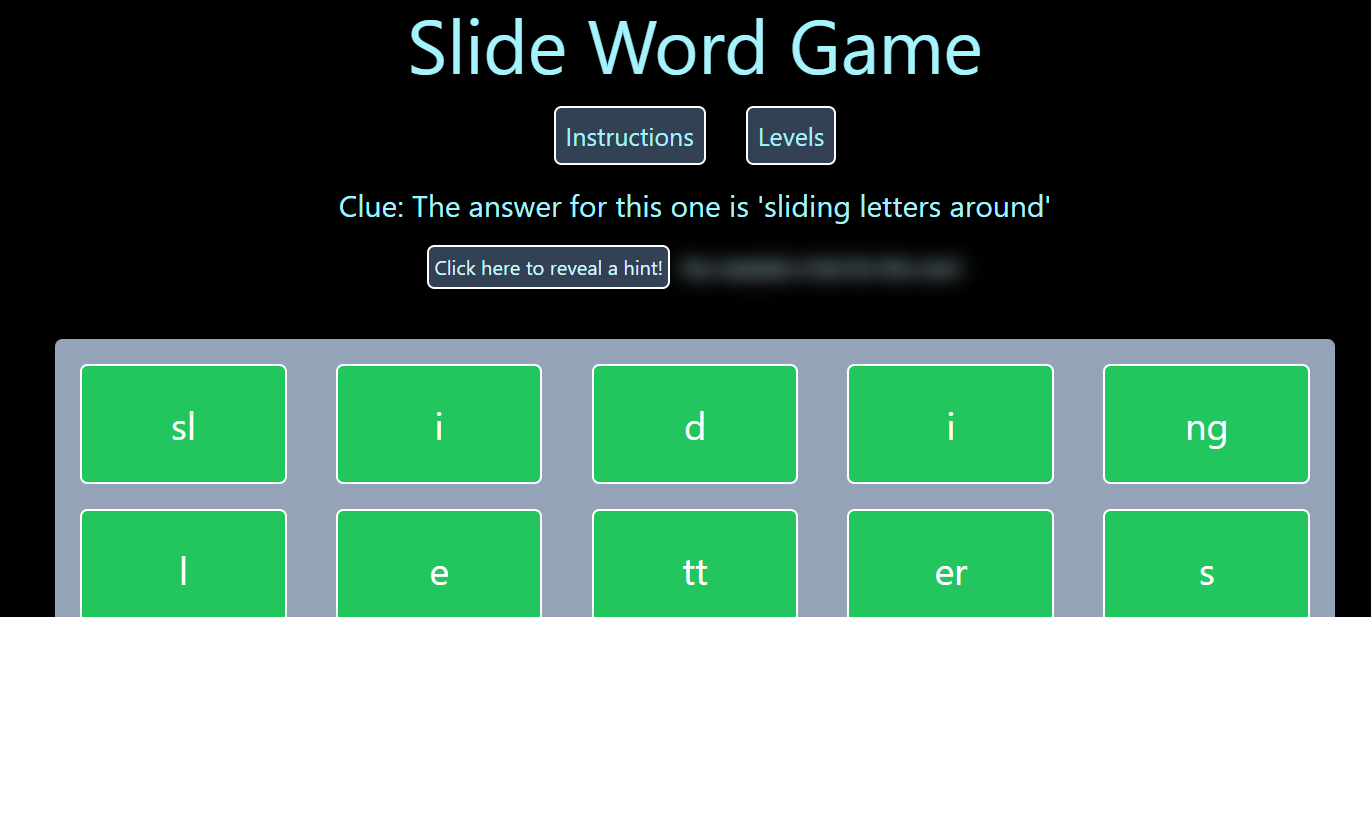 Slide Word Game
Instructions Levels
Clue: The answer for this one is 'sliding letters around'
Click here to reveal a hint!
sl i d i ng
l e tt er s